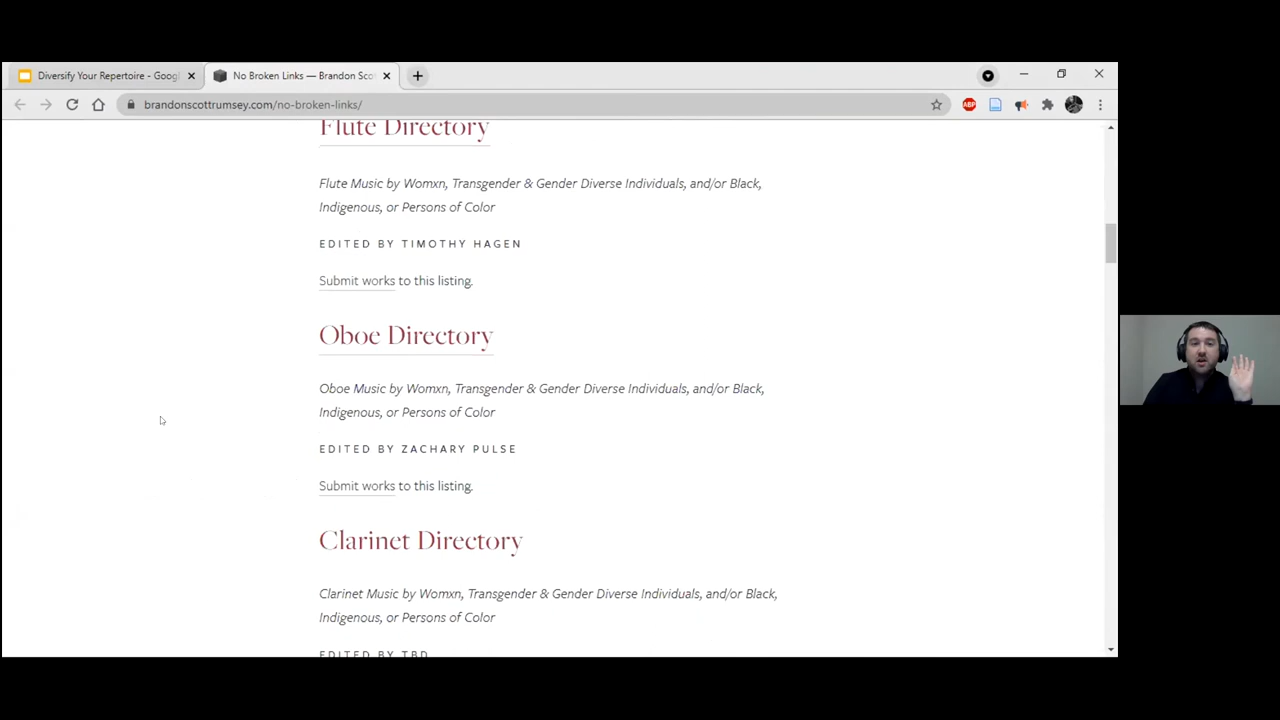 Diversify Your Repertoire - Googl
No Broken Links — Brandon Scot
brandonscottrumsey.com/no-broken-links/
ABP
Flute Directory
Flute Music by Womxn, Transgender & Gender Diverse Individuals, and/or Black,
Indigenous, or Persons of Color
EDITED BY TIMOTHY HAGEN
Submit works to this listing.
Oboe Directory
Oboe Music by Womxn, Transgender & Gender Diverse Individuals, and/or Black,
Indigenous, or Persons of Color
EDITED BY ZACHARY PULSE
Submit works to this listing.
Clarinet Directory
Clarinet Music by Womxn, Transgender & Gender Diverse Individuals, and/or Black,
Indigenous, or Persons of Color
EDITED BY TBD